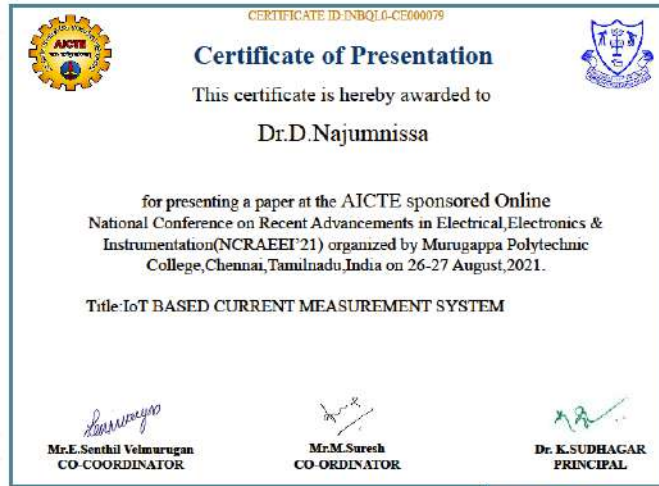 CERTIFICATE ID:INBQL0-CE000079
AICTE
Certificate of Presentation
This certificate is hereby awarded to
Dr.D.Najumnissa
for presenting a paper at the AICTE sponsored Online
National Conference on Recent Advancements in Electrical,Electronics &
Instrumentation(NCRAEEI'21) organized by Murugappa Polytechnic
College,Chennai,Tamilnadu,India on 26-27 August,2021.
Title:IoT BASED CURRENT MEASUREMENT SYSTEM
Mr.E.Senthil Velmurugan
CO-COORDINATOR
Mr.M.Suresh
CO-ORDINATOR
Dr. K.SUDHAGAR
PRINCIPAL